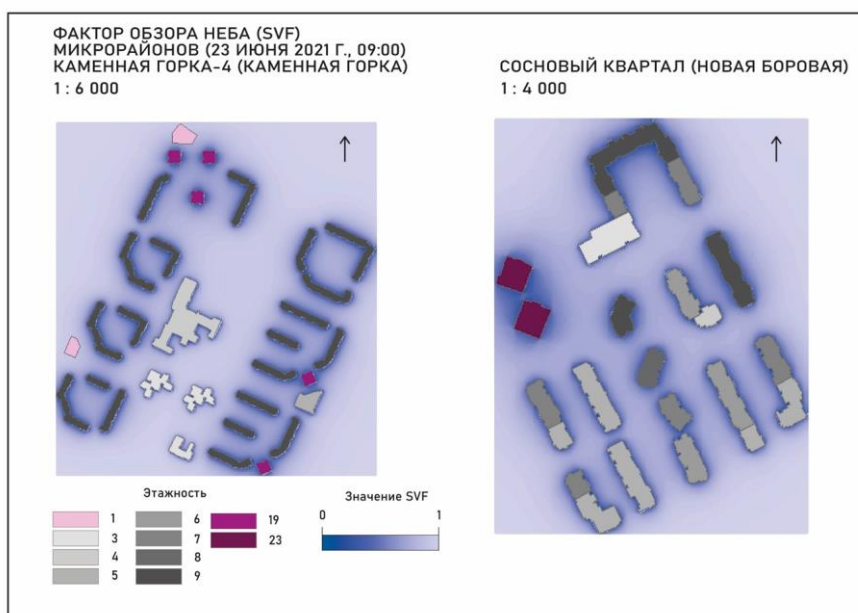 ФАКТОР ОБЗОРА НЕБА (SVF)
МИКРОРАЙОНОВ (23 ИЮНЯ 2021 Г., 09:00)
КАМЕННАЯ ГОРКА-4 (КАМЕННАЯ ГОРКА)
1 : 6 000
СОСНОВЫЙ КВАРТАЛ (НОВАЯ БОРОВАЯ)
1 : 4 000
Этажность
1
3
4
5
6
7
8
9
19
23
Значение SVF
0 1